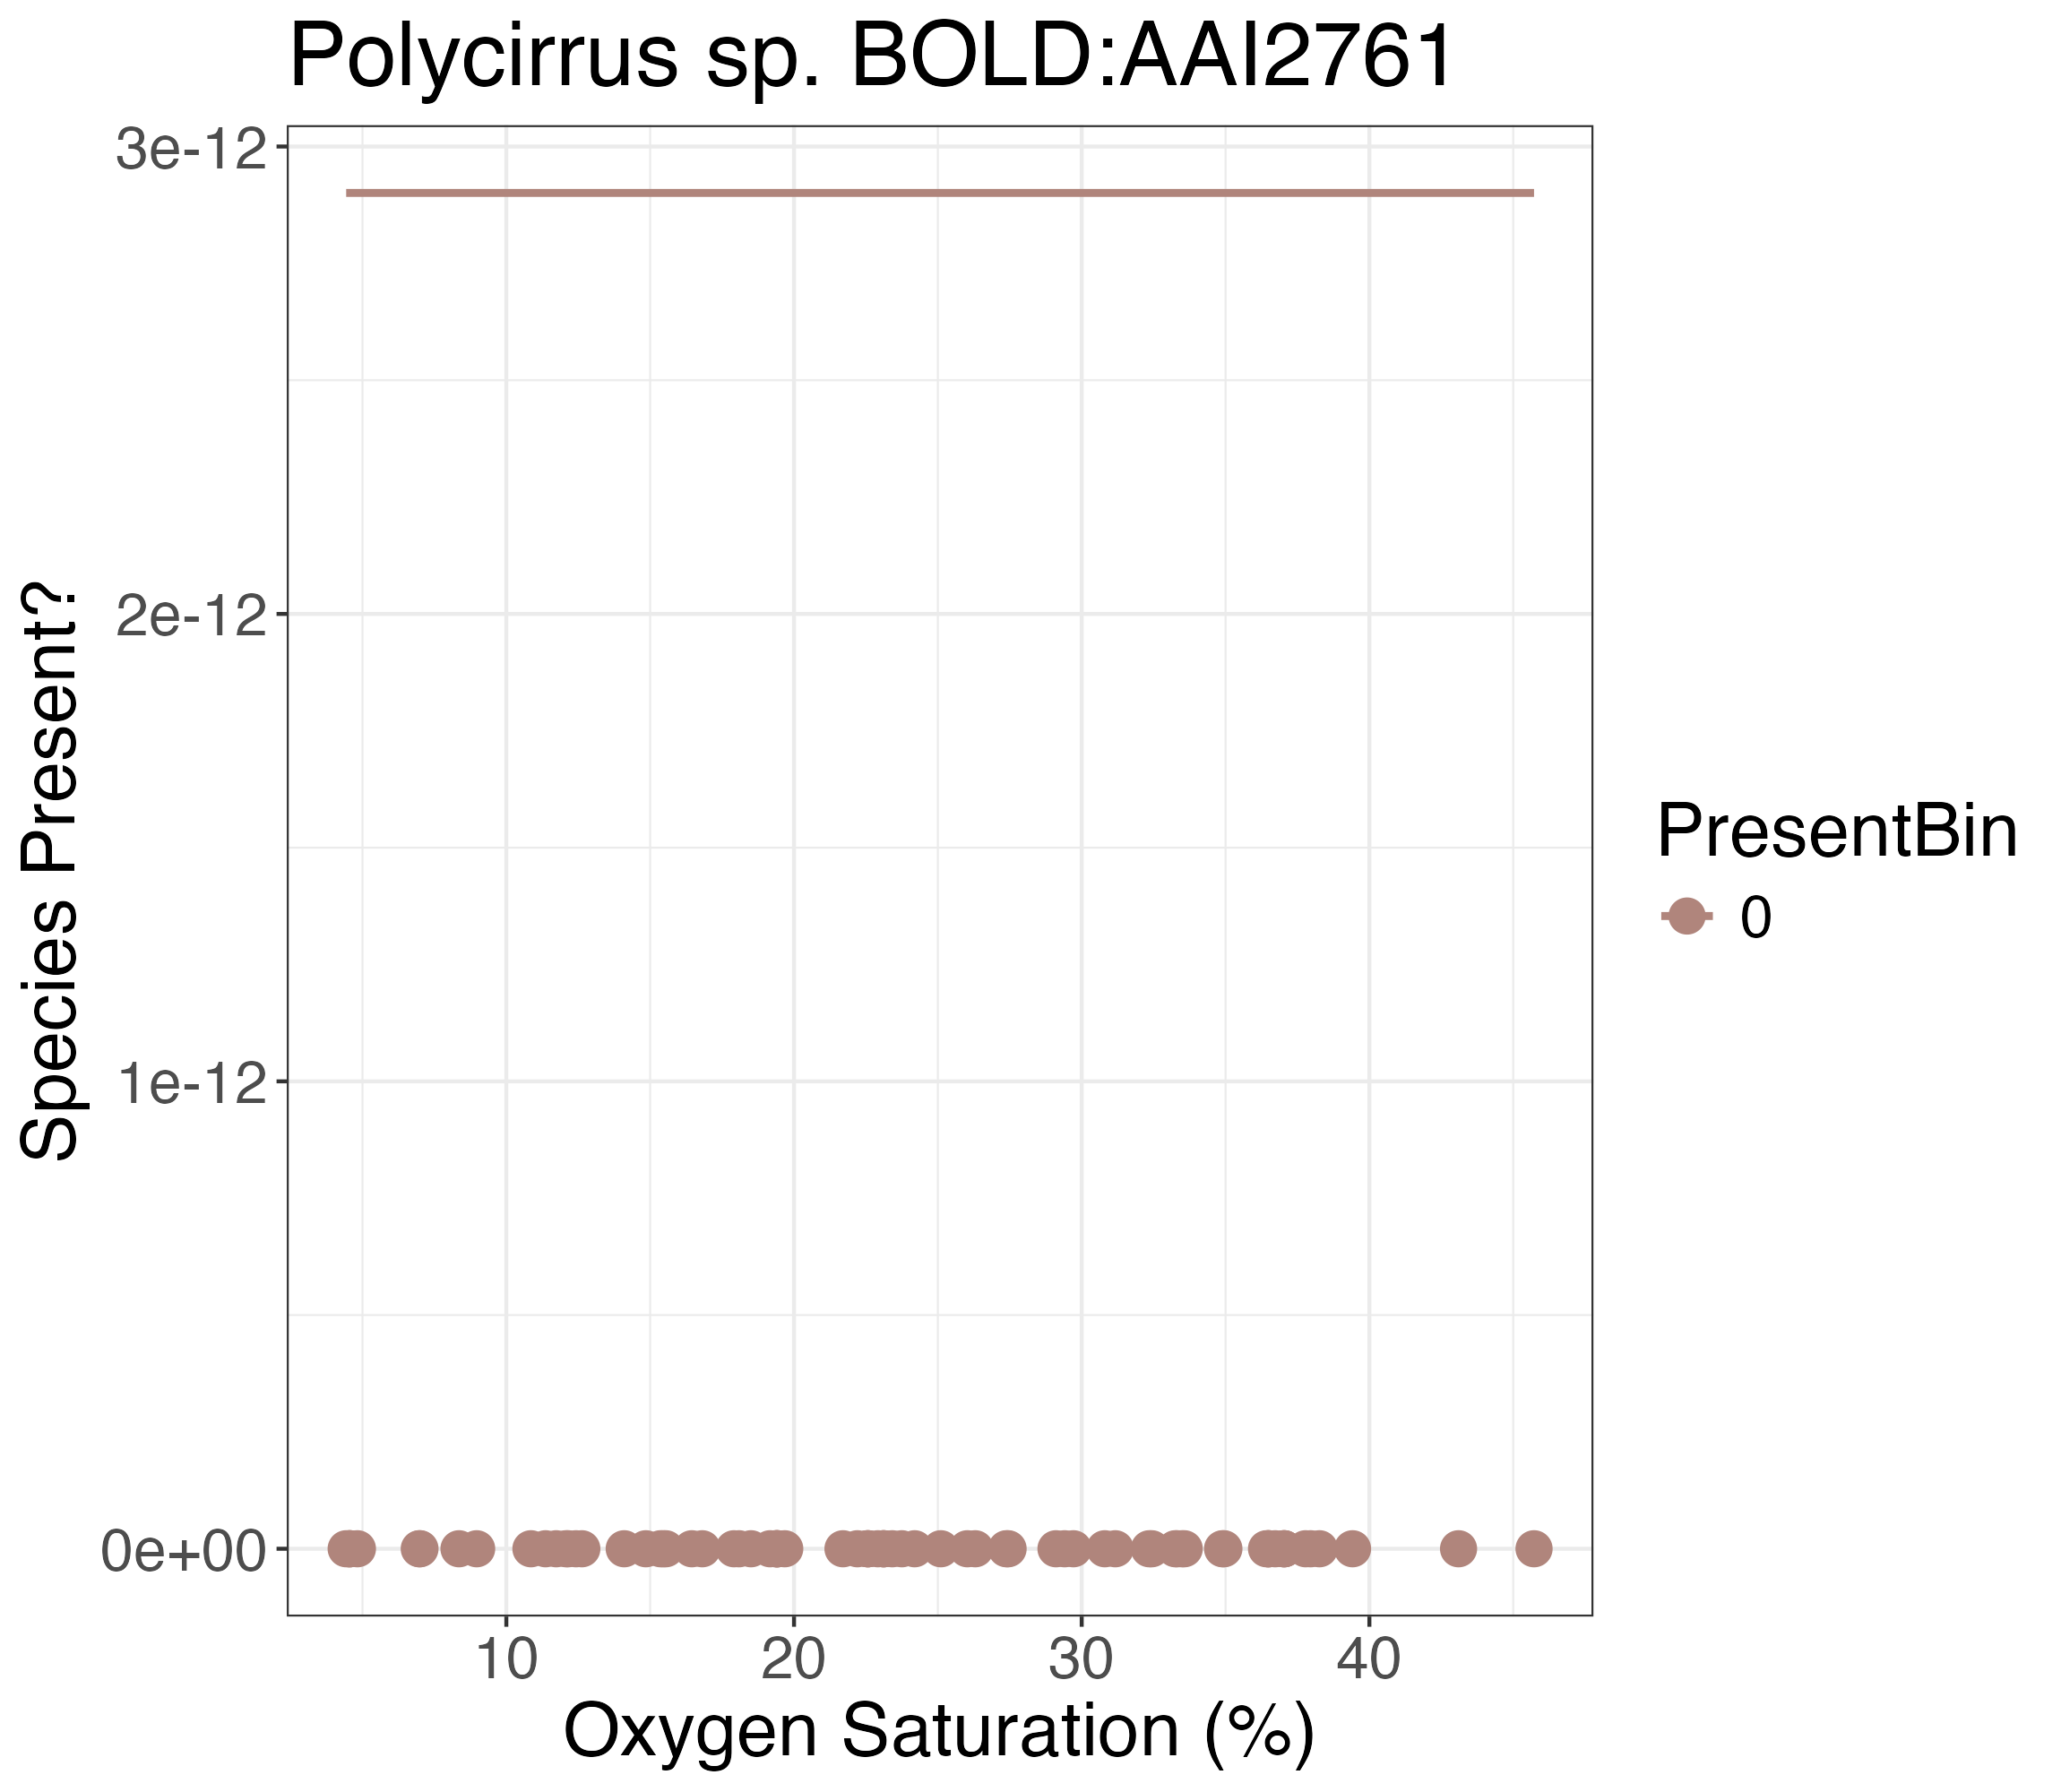 Polycirrus sp. BOLD:AAI2761
3e-12
2e-12
1e-12
0e+00
Species Present?
10 20 30 40
Oxygen Saturation (%)
PresentBin
0